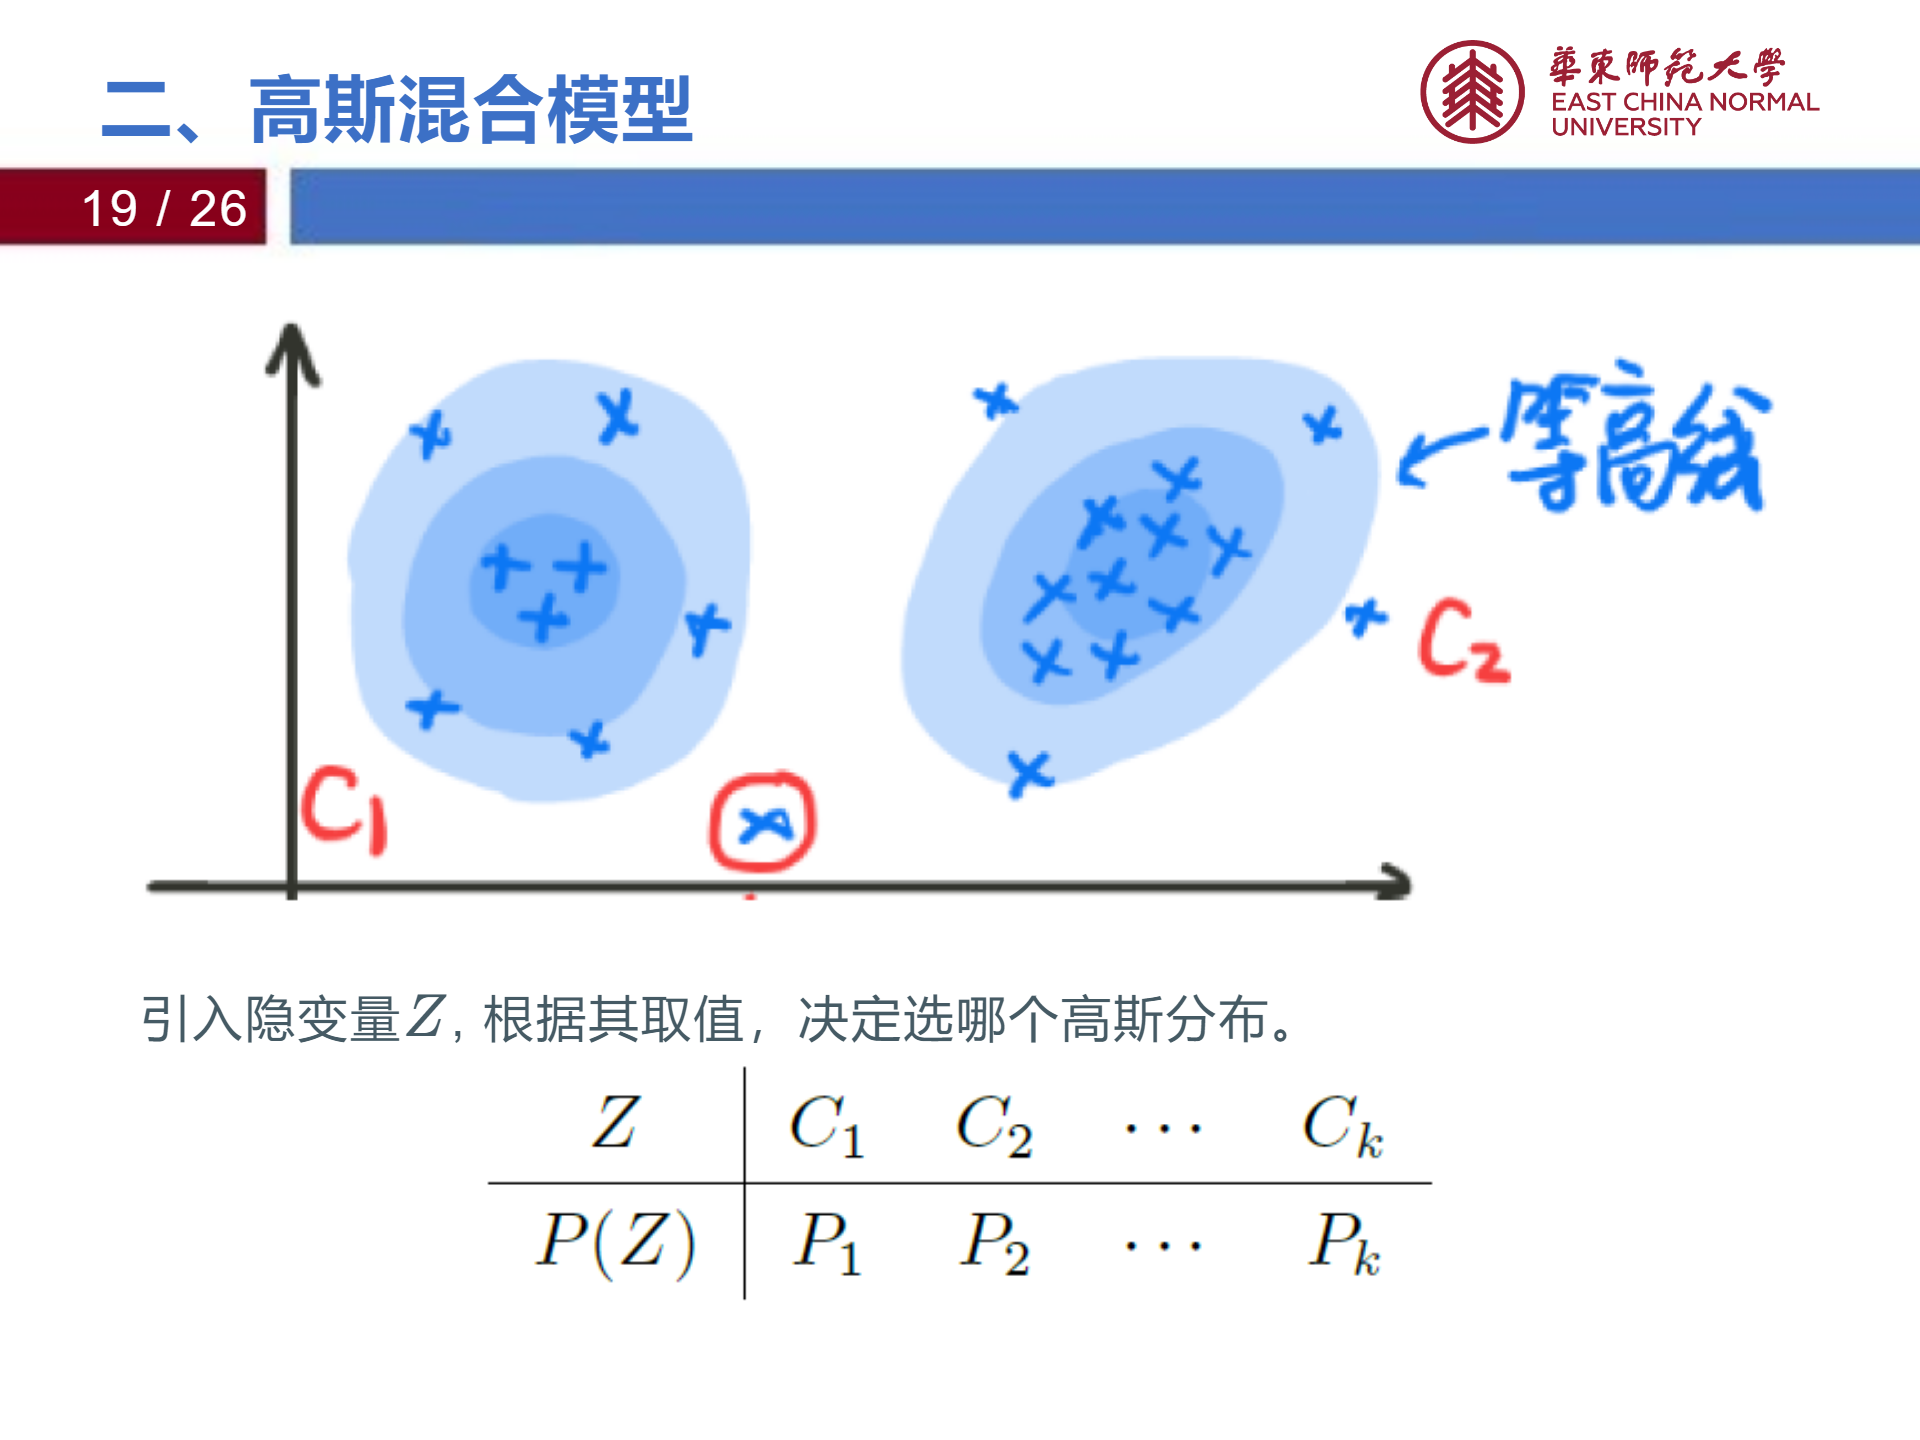 二、高斯混合模型
華東师范大學
EAST CHINA NORMAL
UNIVERSITY
19 / 26
等高线
C₂
C₁
引入隐变量Z, 根据其取值，决定选哪个高斯分布。
Z C₁ C₂ ⋯ Cₖ
P(Z) P₁ P₂ ⋯ Pₖ